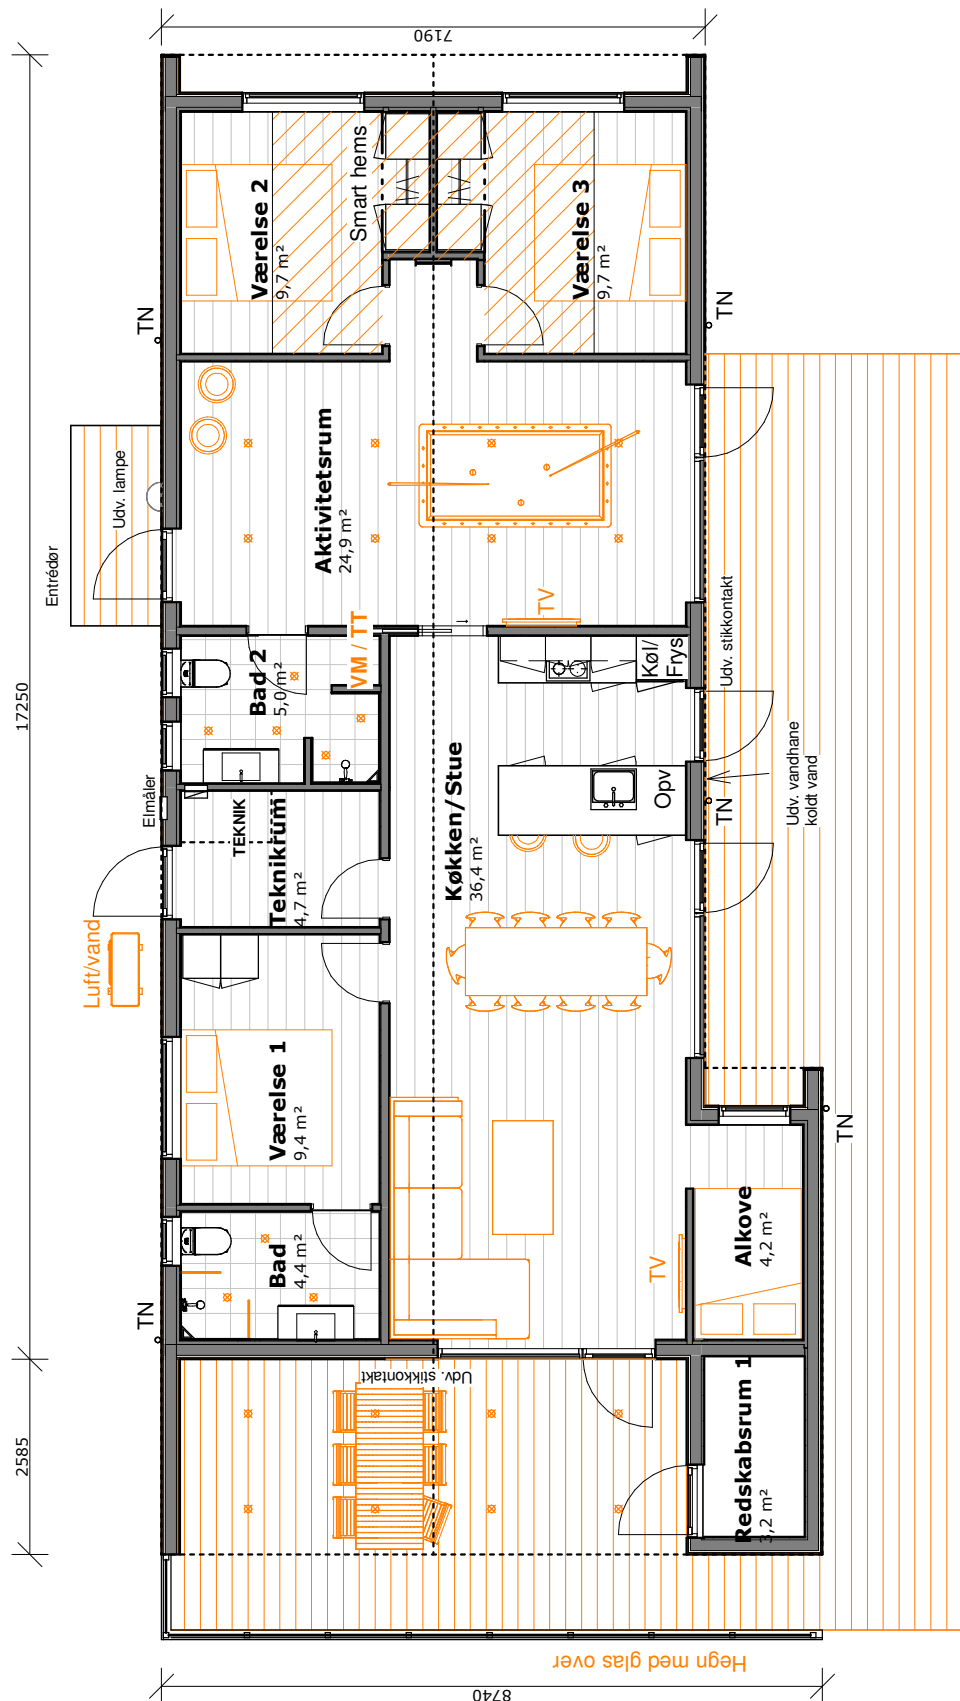 7190
17250
2585
8740
Værelse 2
9,7 m²
Smart hems
Værelse 3
9,7 m²
TN
TN
Entrédør
Udv. lampe
Aktivitetsrum
24,9 m²
TV
Udv. stikkontakt
VM / TT
Bad 2
5,0 m²
Køl/
Frys
Elmåler
TEKNIK
Teknikrum
4,7 m²
Køkken/Stue
36,4 m²
Opv
TN
Udv. vandhane
koldt vand
Luft/vand
Værelse 1
9,4 m²
TN
Bad
4,4 m²
TV
Alkove
4,2 m²
TN
Udv. stikkontakt
Redskabsrum 1
3,2 m²
Hegn med glas over